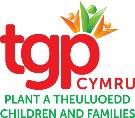 tgp
CYMRU
PLANT A THEULUOEDD
CHILDREN AND FAMILIES